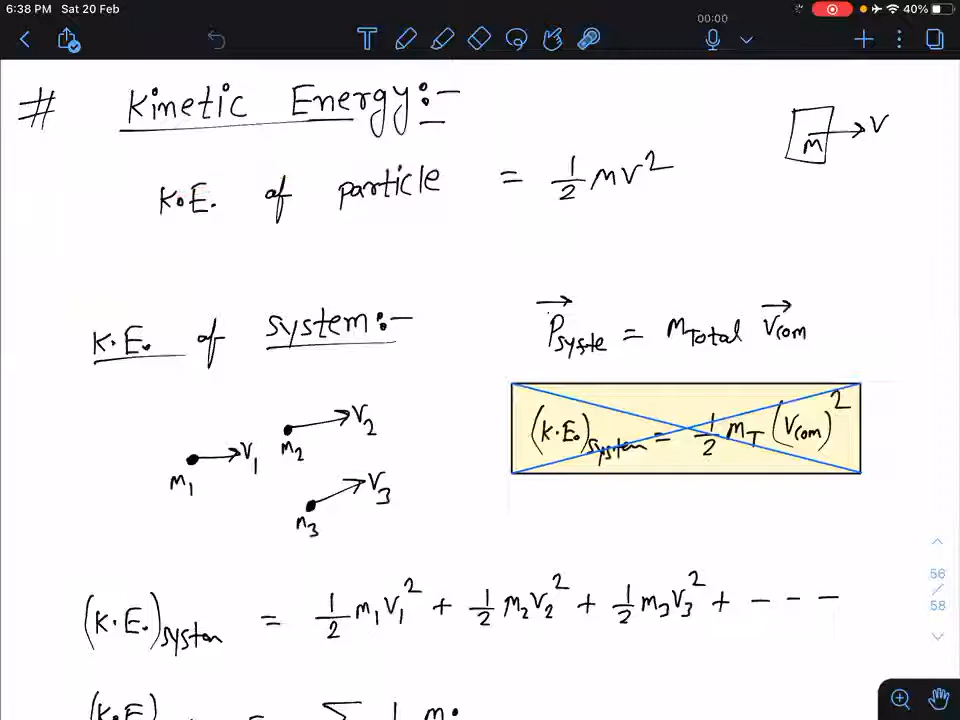 6:38 PM Sat 20 Feb
00:00
40%
T
# Kinetic Energy:-
m → v
K.E. of particle = 1/2 mv²
K.E. of system:-
P⃗syste = mTotal v⃗com
(K.E.)system = 1/2 mT (vcom)²
m₁ v₁
m₂ v₂
m₃ v₃
(K.E.)system = 1/2 m₁v₁² + 1/2 m₂v₂² + 1/2 m₃v₃² + - - -
56
/
58
(K.E) = Σ 1 mi